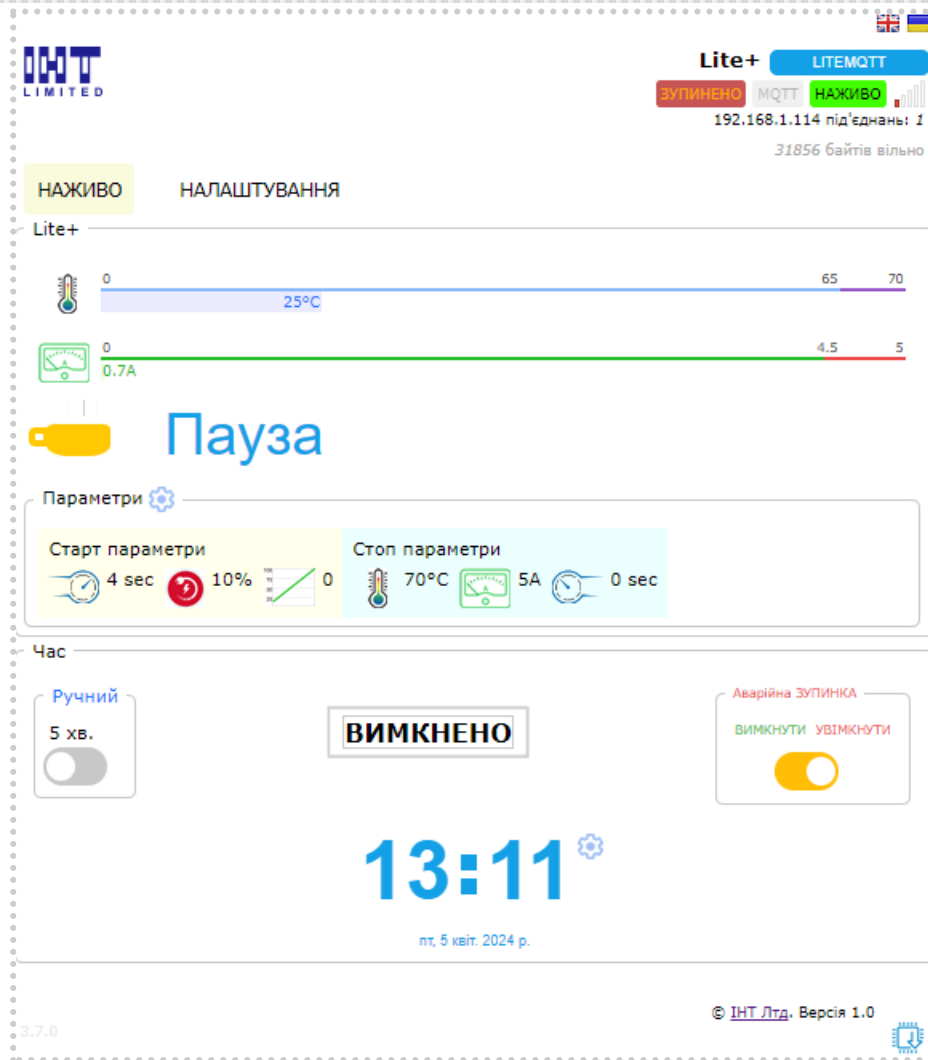 ІНТ
LIMITED
Lite+ LITEMQTT
ЗУПИНЕНО MQTT НАЖИВО
192.168.1.114 під'єднань: 1
31856 байтів вільно
НАЖИВО НАЛАШТУВАННЯ
Lite+
0 65 70
25°C
0 4.5 5
0.7A
Пауза
Параметри
Старт параметри Стоп параметри
4 sec 10% 0 70°C 5A 0 sec
Час
Ручний
5 хв.
ВИМКНЕНО
Аварійна ЗУПИНКА
ВИМКНУТИ УВІМКНУТИ
13:11
пт, 5 квіт. 2024 р.
© ІНТ Лтд. Версія 1.0
3.7.0